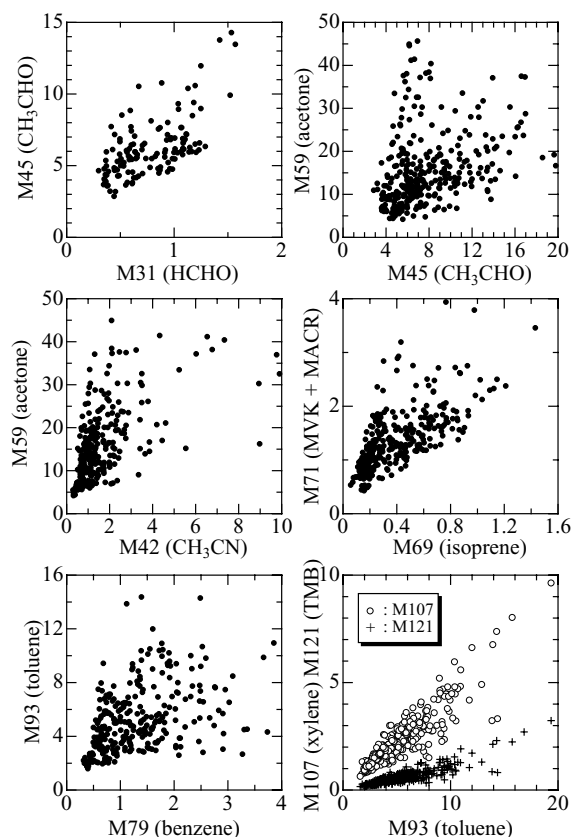 M45 (CH₃CHO)
15
10
5
0
0 1 2
M31 (HCHO)
M59 (acetone)
50
40
30
20
10
0
0 4 8 12 16 20
M45 (CH₃CHO)
M59 (acetone)
50
40
30
20
10
0
0 2 4 6 8 10
M42 (CH₃CN)
M71 (MVK + MACR)
4
2
0
0 0.4 0.8 1.2 1.6
M69 (isoprene)
M93 (toluene)
16
12
8
4
0
0 1 2 3 4
M79 (benzene)
M107 (xylene) M121 (TMB)
10
5
0
○ : M107
+ : M121
0 10 20
M93 (toluene)